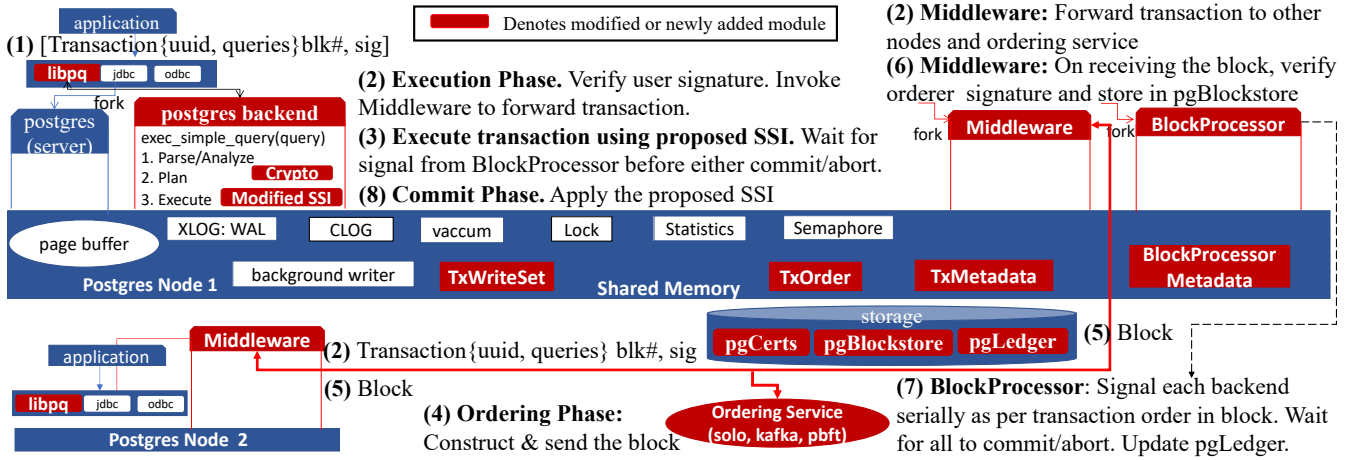 application
Denotes modified or newly added module
(1) [Transaction{uuid, queries}blk#, sig]
libpq
jdbc
odbc
fork
postgres
(server)
postgres backend
exec_simple_query(query)
1. Parse/Analyze
2. Plan
Crypto
3. Execute
Modified SSI
(2) Execution Phase. Verify user signature. Invoke
Middleware to forward transaction.
(3) Execute transaction using proposed SSI. Wait for
signal from BlockProcessor before either commit/abort.
(8) Commit Phase. Apply the proposed SSI
(2) Middleware: Forward transaction to other
nodes and ordering service
(6) Middleware: On receiving the block, verify
orderer signature and store in pgBlockstore
fork
Middleware
fork
BlockProcessor
page buffer
XLOG: WAL
CLOG
vaccum
Lock
Statistics
Semaphore
Postgres Node 1
background writer
TxWriteSet
Shared Memory
TxOrder
TxMetadata
BlockProcessor
Metadata
storage
pgCerts
pgBlockstore
pgLedger
(5) Block
application
Middleware
(2) Transaction{uuid, queries} blk#, sig
(5) Block
libpq
jdbc
odbc
Postgres Node 2
(4) Ordering Phase:
Construct & send the block
Ordering Service
(solo, kafka, pbft)
(7) BlockProcessor: Signal each backend
serially as per transaction order in block. Wait
for all to commit/abort. Update pgLedger.